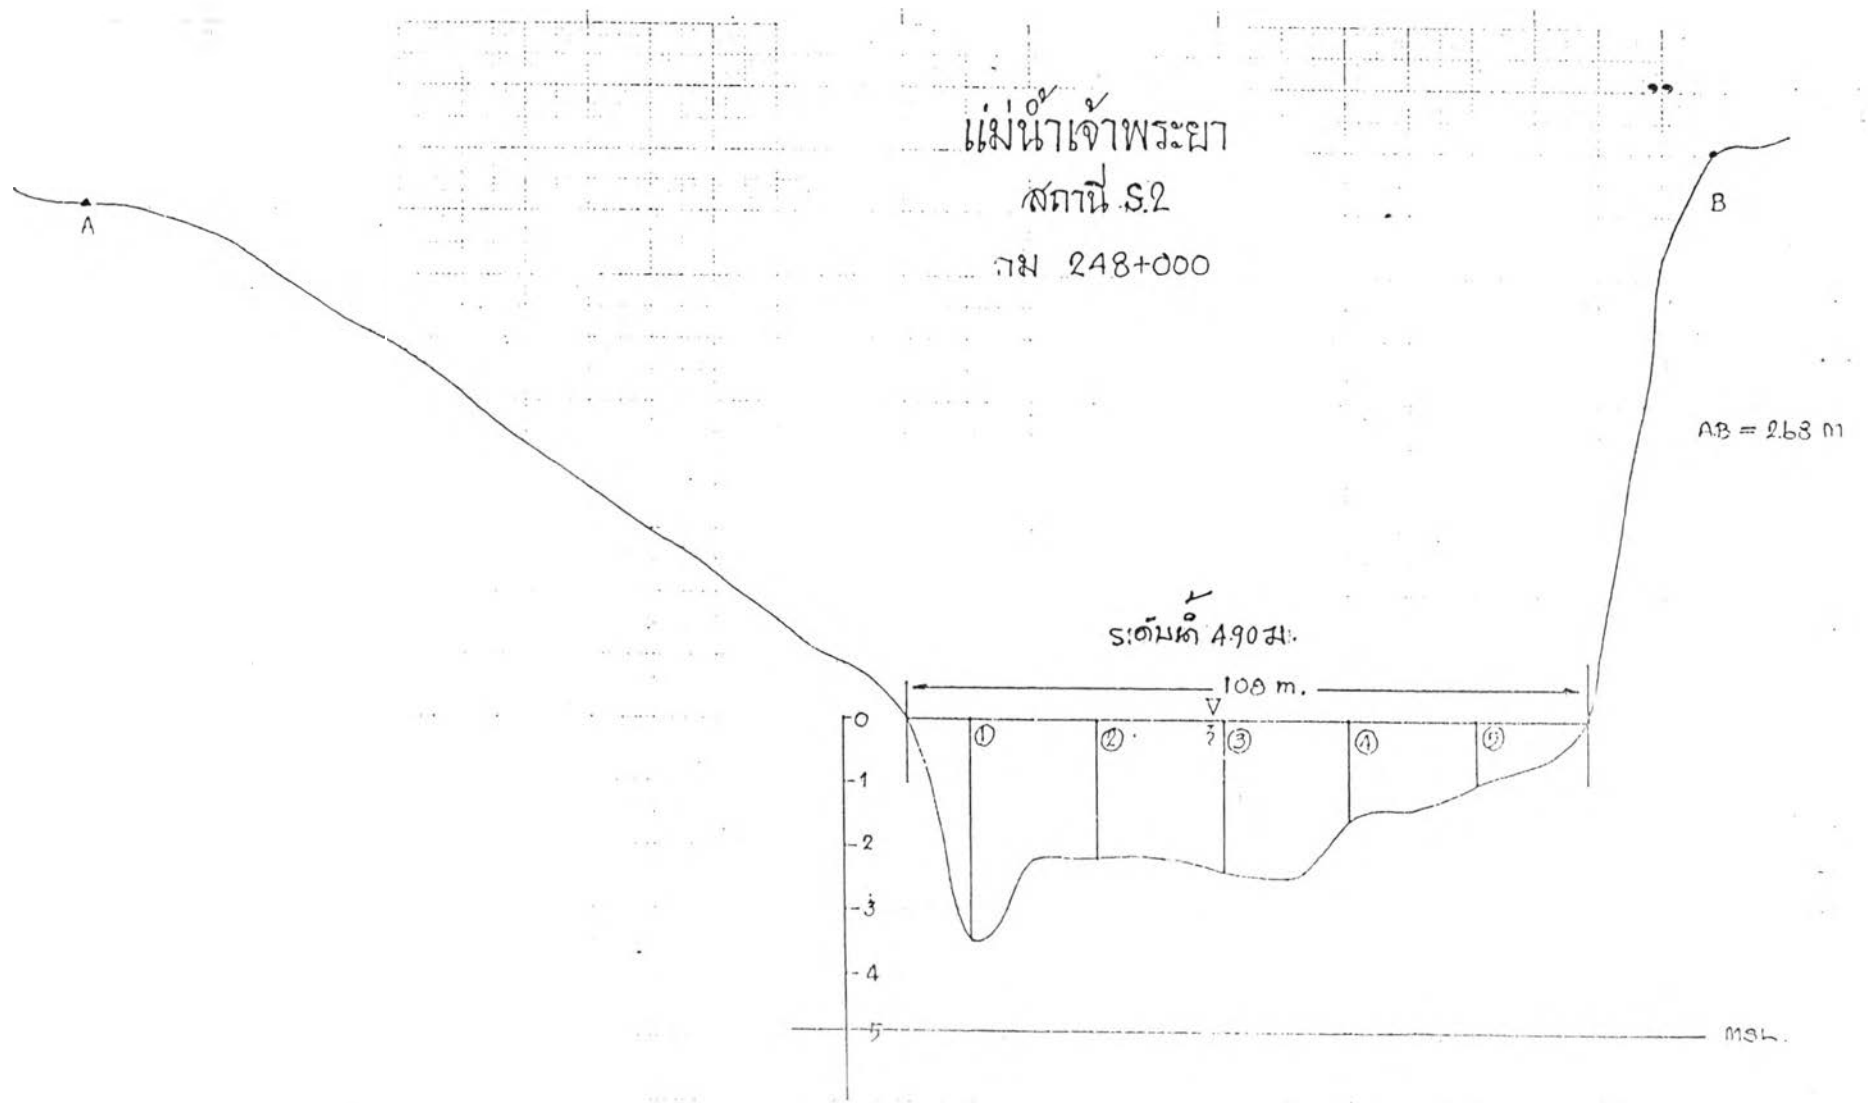 แม่น้ำเจ้าพระยา
สถานี S.2
กม 248+000
A
B
AB = 268 m
ระดับน้ำ 4.90 ม.
108 m.
0
①
②
③
④
⑤
-1
-2
-3
-4
5
MSL.